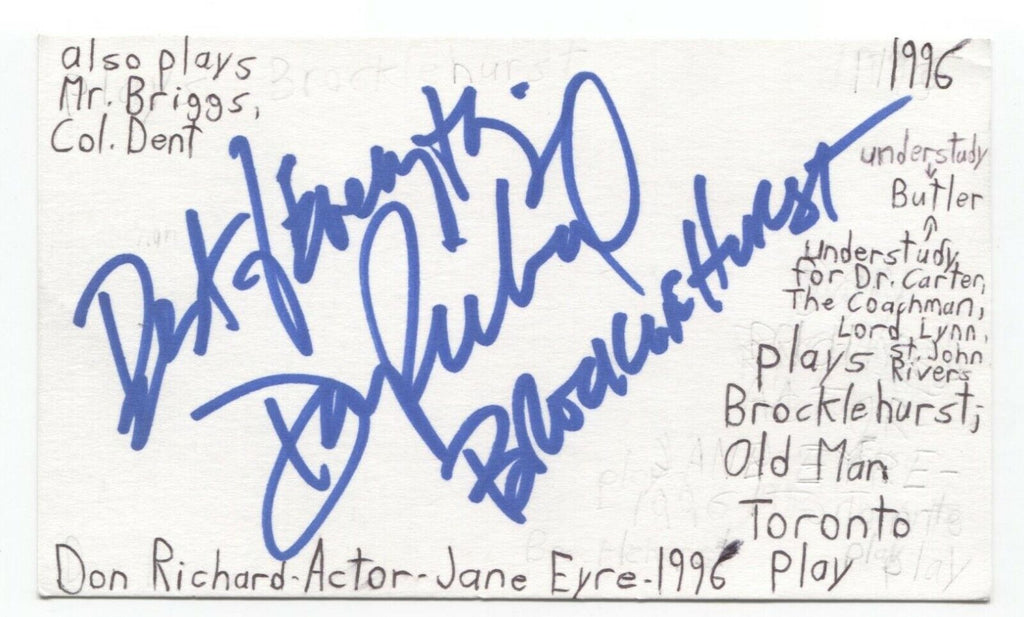 also plays
Mr. Briggs,
Col. Dent
1996
understudy
Butler
understudy
for Dr. Carter,
The Coachman,
Lord Lynn,
St. John
Rivers
plays
Brocklehurst;
Old Man
Toronto
Play
Best of Everything
Don Richard
Brocklehurst
Don Richard-Actor-Jane Eyre-1996